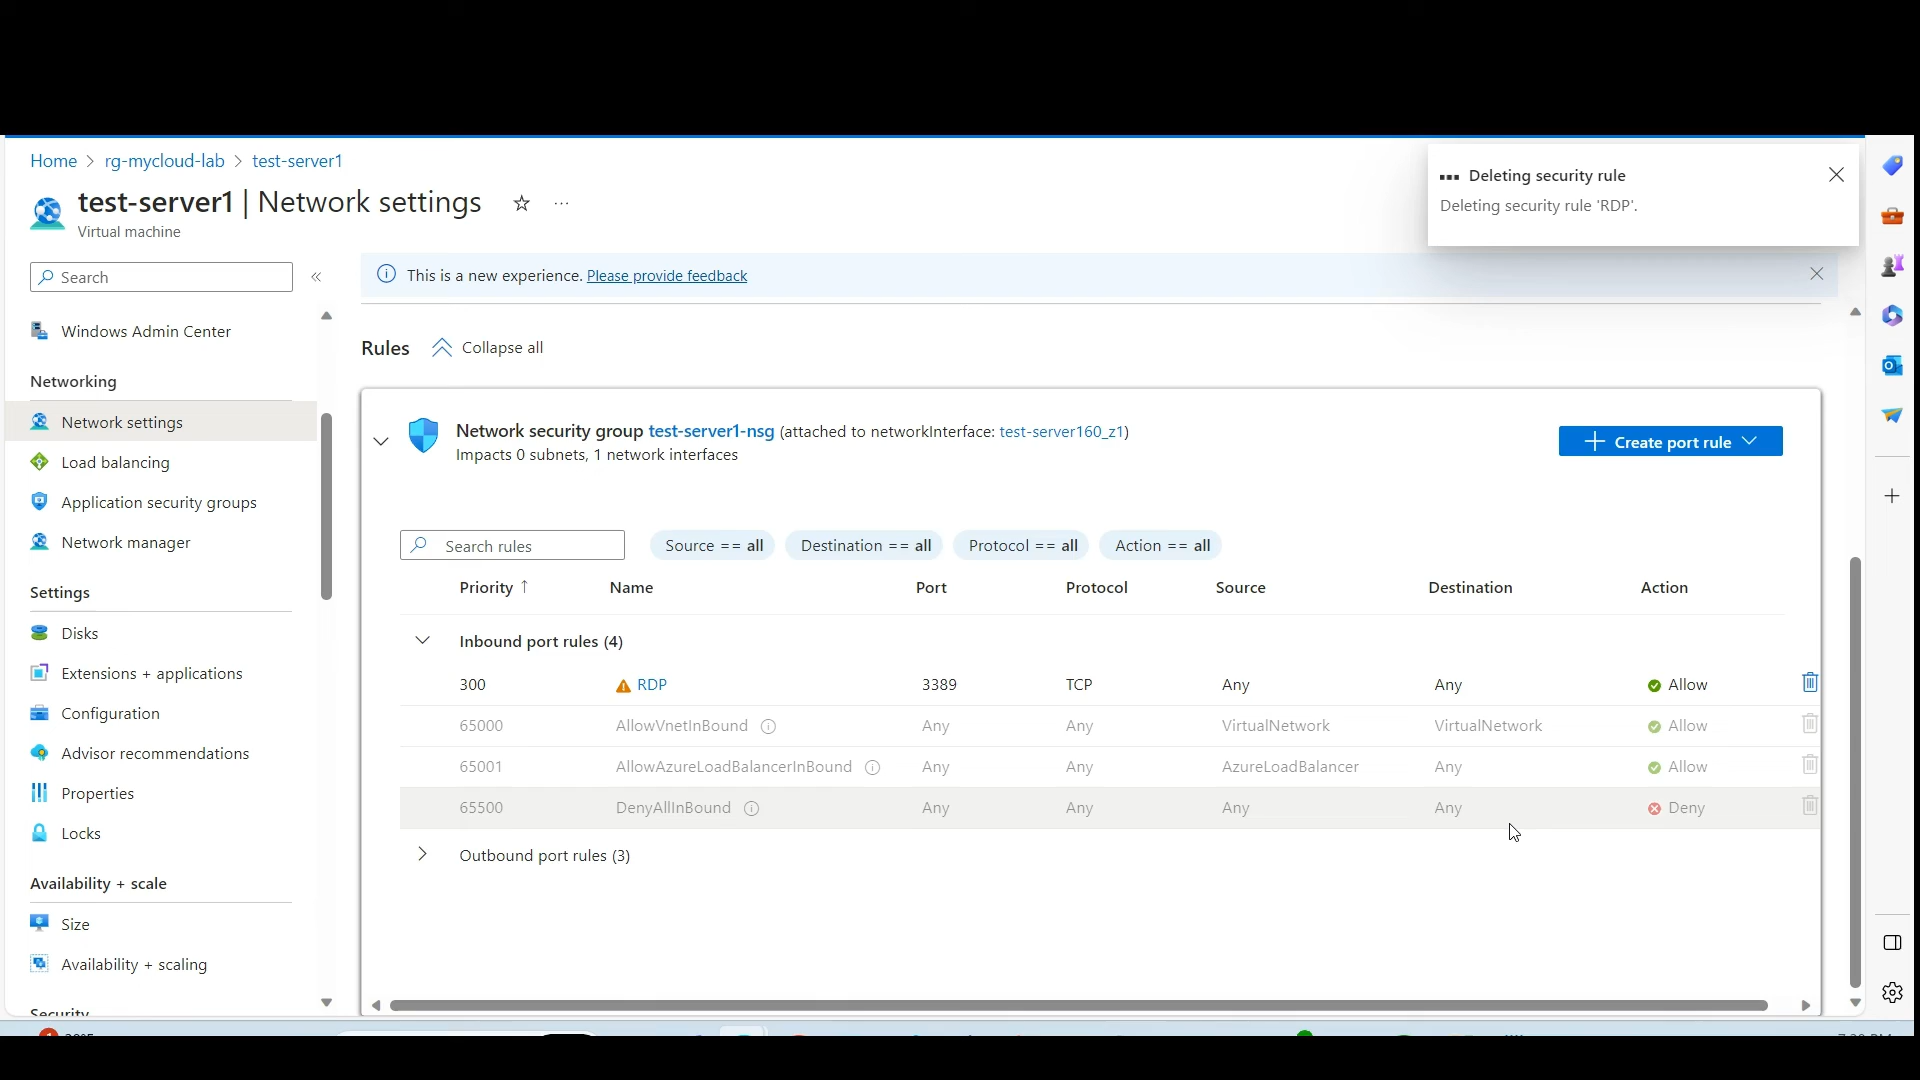 Home > rg-mycloud-lab > test-server1
test-server1 | Network settings
Virtual machine
Deleting security rule
Deleting security rule 'RDP'.
Search
This is a new experience. Please provide feedback
Windows Admin Center
Networking
Network settings
Load balancing
Application security groups
Network manager
Settings
Disks
Extensions + applications
Configuration
Advisor recommendations
Properties
Locks
Availability + scale
Size
Availability + scaling
Security
Rules Collapse all
Network security group test-server1-nsg (attached to networkInterface: test-server160_z1)
Impacts 0 subnets, 1 network interfaces
Create port rule
Search rules Source == all Destination == all Protocol == all Action == all
Priority ↑ Name Port Protocol Source Destination Action
Inbound port rules (4)
300 RDP 3389 TCP Any Any Allow
65000 AllowVnetInBound Any Any VirtualNetwork VirtualNetwork Allow
65001 AllowAzureLoadBalancerInBound Any Any AzureLoadBalancer Any Allow
65500 DenyAllInBound Any Any Any Any Deny
Outbound port rules (3)